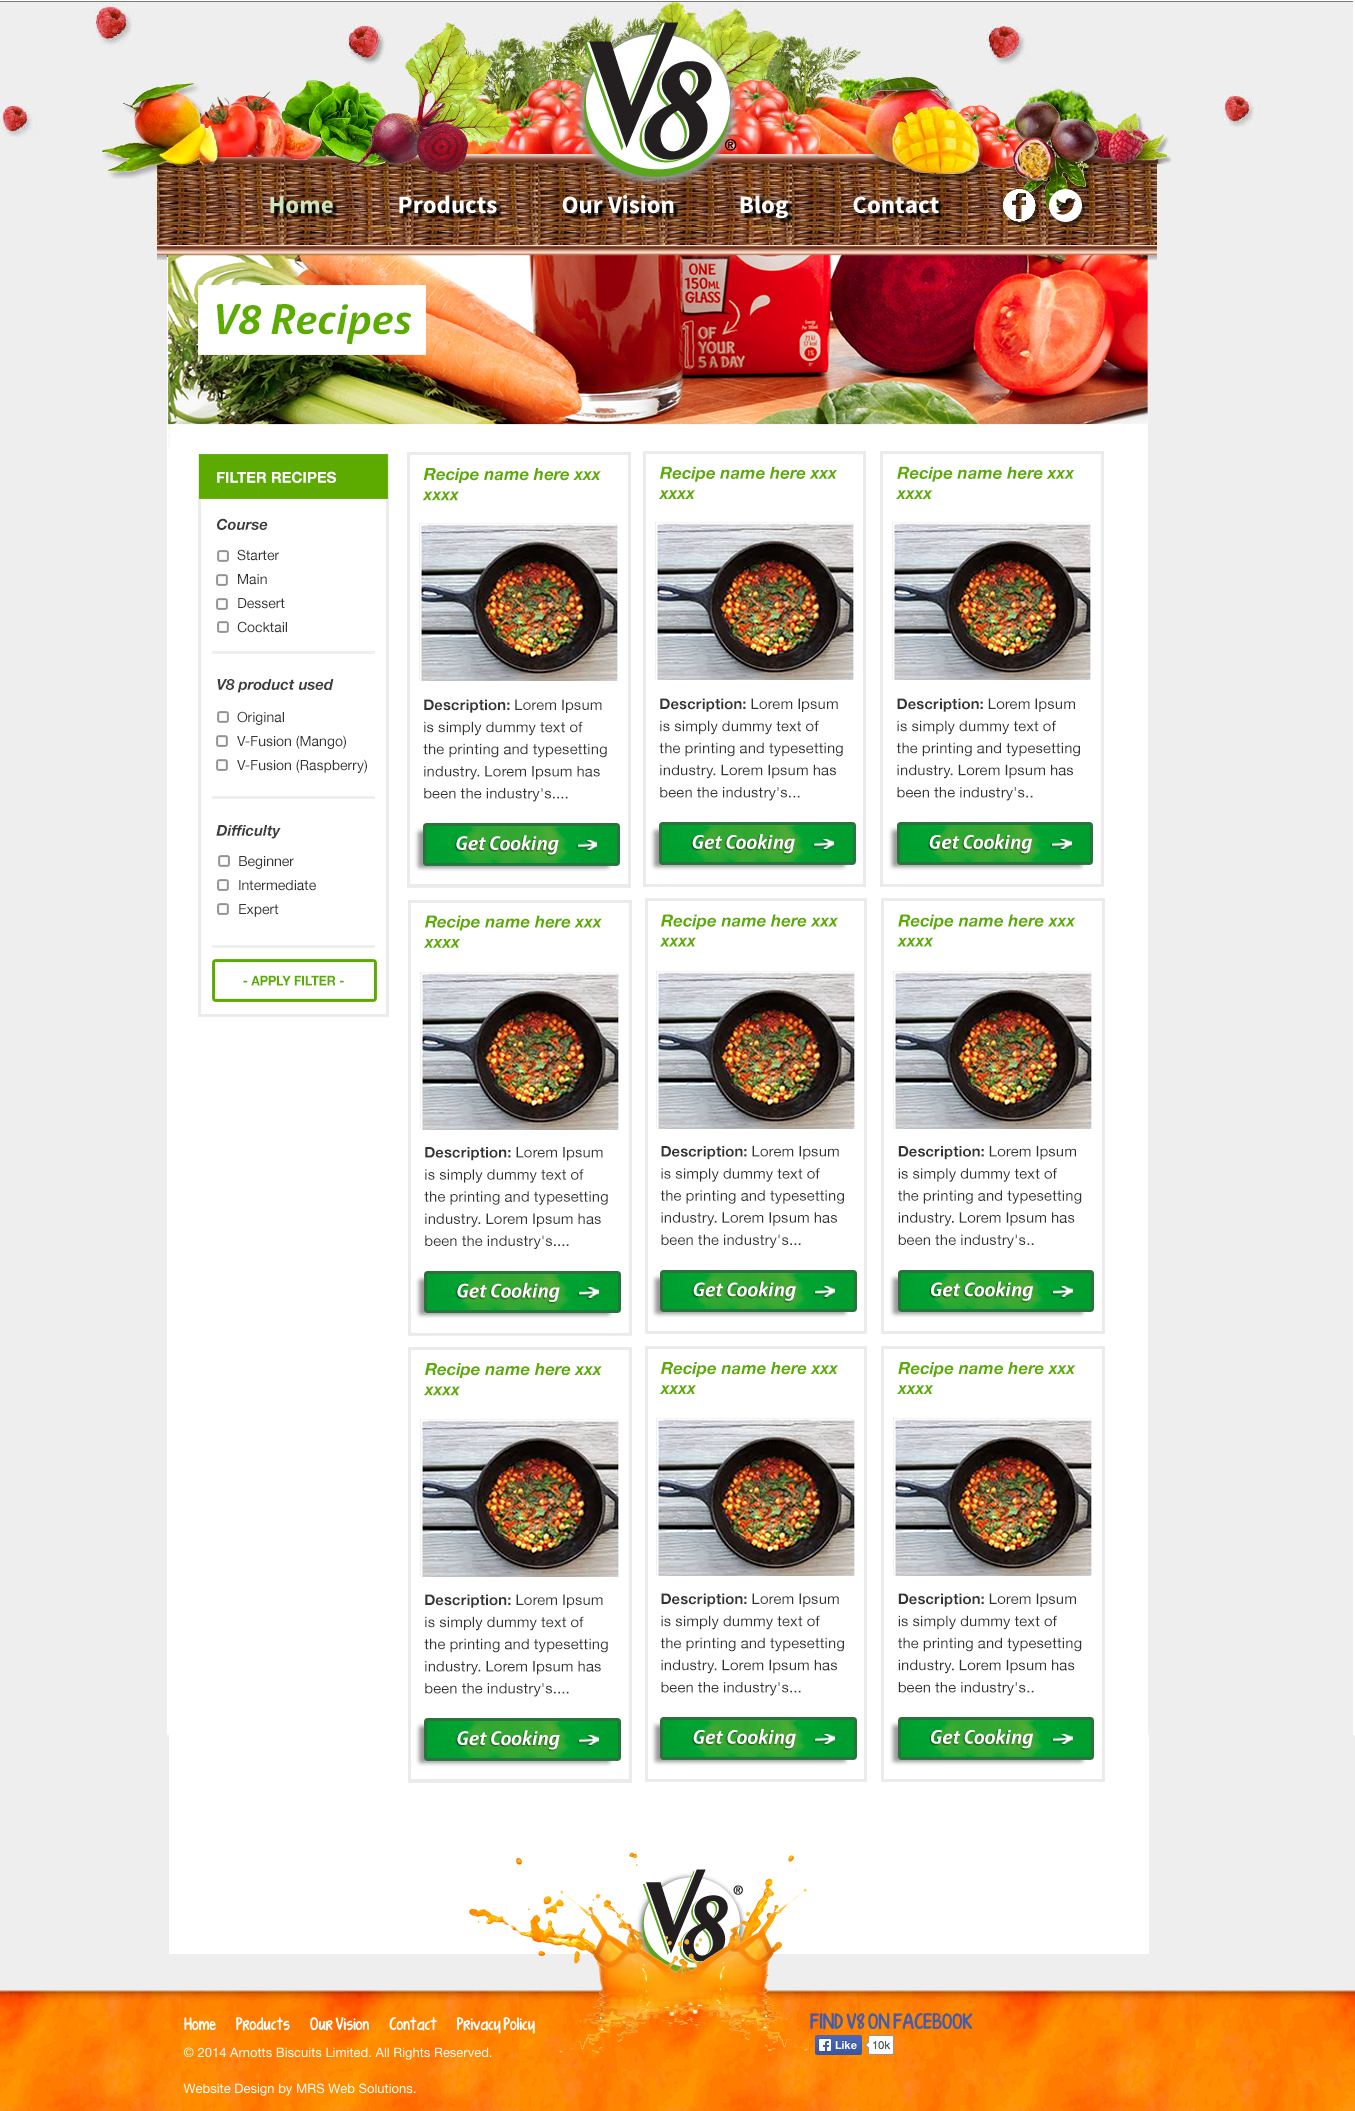 V8
®
Home Products Our Vision Blog Contact
V8 Recipes
ONE
150ML
GLASS
1 OF
YOUR
5 A DAY
FILTER RECIPES
Course
Starter
Main
Dessert
Cocktail
V8 product used
Original
V-Fusion (Mango)
V-Fusion (Raspberry)
Difficulty
Beginner
Intermediate
Expert
- APPLY FILTER -
Recipe name here xxx
xxxx
Description: Lorem Ipsum
is simply dummy text of
the printing and typesetting
industry. Lorem Ipsum has
been the industry's....
Get Cooking
Recipe name here xxx
xxxx
Description: Lorem Ipsum
is simply dummy text of
the printing and typesetting
industry. Lorem Ipsum has
been the industry's...
Get Cooking
Recipe name here xxx
xxxx
Description: Lorem Ipsum
is simply dummy text of
the printing and typesetting
industry. Lorem Ipsum has
been the industry's..
Get Cooking
Recipe name here xxx
xxxx
Description: Lorem Ipsum
is simply dummy text of
the printing and typesetting
industry. Lorem Ipsum has
been the industry's....
Get Cooking
Recipe name here xxx
xxxx
Description: Lorem Ipsum
is simply dummy text of
the printing and typesetting
industry. Lorem Ipsum has
been the industry's...
Get Cooking
Recipe name here xxx
xxxx
Description: Lorem Ipsum
is simply dummy text of
the printing and typesetting
industry. Lorem Ipsum has
been the industry's..
Get Cooking
Recipe name here xxx
xxxx
Description: Lorem Ipsum
is simply dummy text of
the printing and typesetting
industry. Lorem Ipsum has
been the industry's....
Get Cooking
Recipe name here xxx
xxxx
Description: Lorem Ipsum
is simply dummy text of
the printing and typesetting
industry. Lorem Ipsum has
been the industry's...
Get Cooking
Recipe name here xxx
xxxx
Description: Lorem Ipsum
is simply dummy text of
the printing and typesetting
industry. Lorem Ipsum has
been the industry's..
Get Cooking
V8
®
Home Products Our Vision Contact Privacy Policy
© 2014 Amotts Biscuits Limited. All Rights Reserved.
Website Design by MRS Web Solutions.
FIND V8 ON FACEBOOK
Like 10k